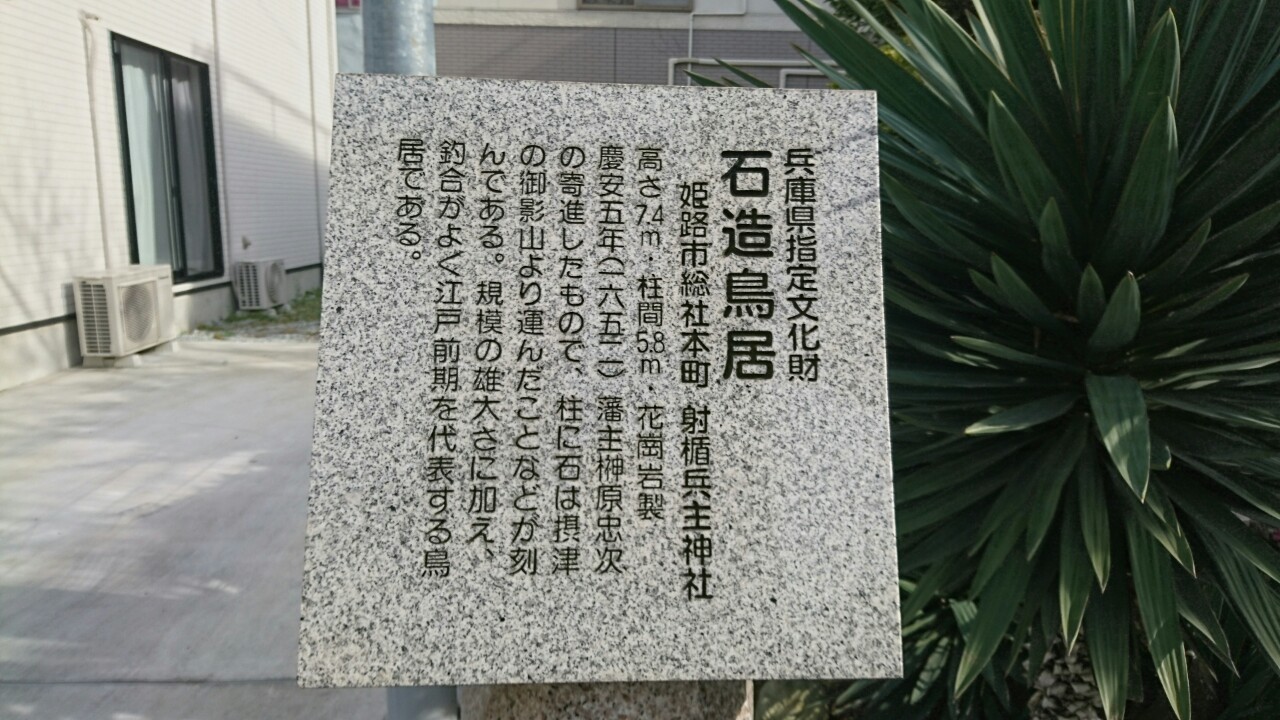 兵庫県指定文化財
石造鳥居
姫路市総社本町 射楯兵主神社
高さ7.4m・柱間5.8m・花崗岩製
慶安五年(一六五二)藩主榊原忠次
の寄進したもので、柱に石は摂津
の御影山より運んだことなどが刻
んである。規模の雄大さに加え、
釣合がよく江戸前期を代表する鳥
居である。